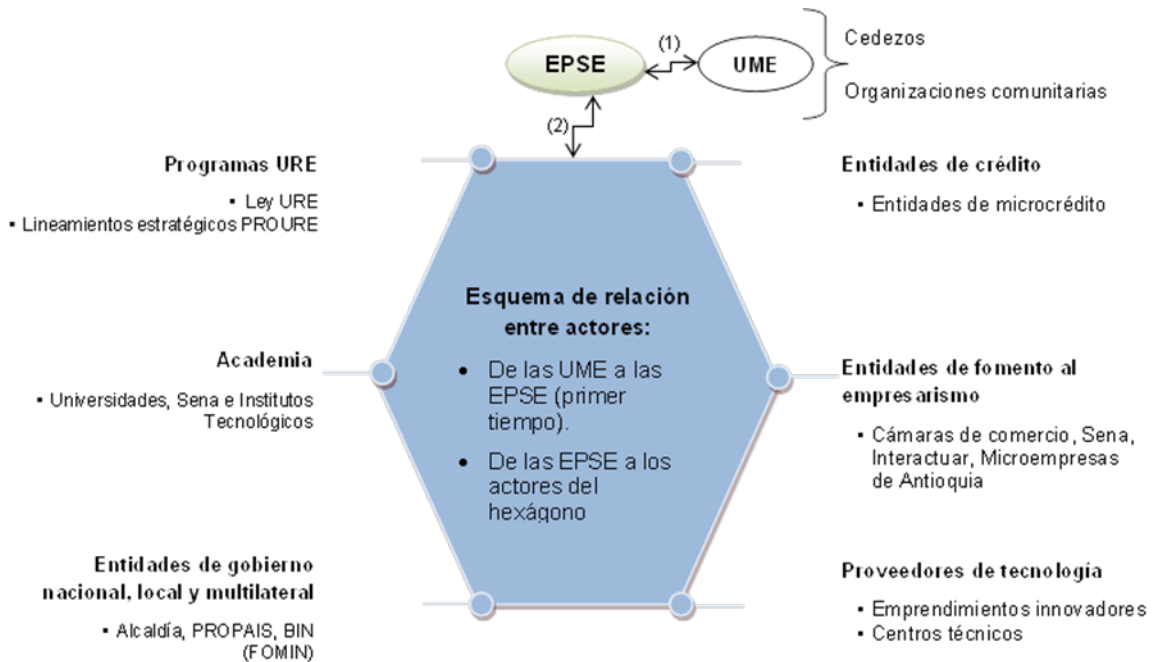 EPSE
(1)
UME
Cedezos
Organizaciones comunitarias
(2)
Programas URE
▪ Ley URE
▪ Lineamientos estratégicos PROURE
Entidades de crédito
▪ Entidades de microcrédito
Esquema de relación
entre actores:
• De las UME a las
EPSE (primer
tiempo).
• De las EPSE a los
actores del
hexágono
Academia
▪ Universidades, Sena e Institutos
Tecnológicos
Entidades de fomento al
empresarismo
▪ Cámaras de comercio, Sena,
Interactuar, Microempresas
de Antioquia
Entidades de gobierno
nacional, local y multilateral
▪ Alcaldía, PROPAIS, BIN
(FOMIN)
Proveedores de tecnología
▪ Emprendimientos innovadores
▪ Centros técnicos